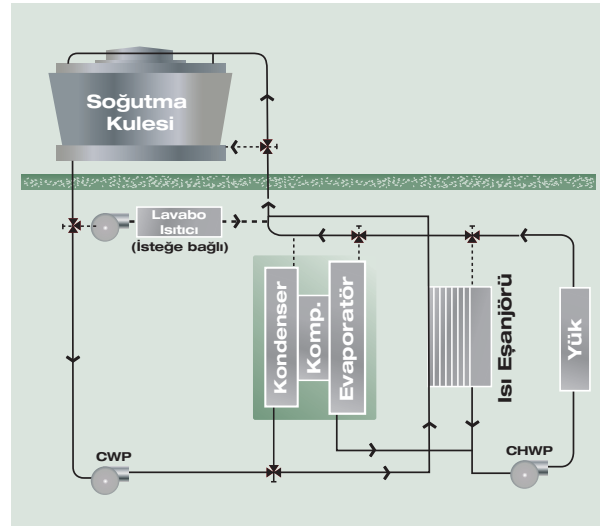 Soğutma
Kulesi
Lavabo
Isıtıcı
(İsteğe bağlı)
Kondenser
Komp.
Evaporatör
Isı Eşanjörü
Yük
CWP
CHWP